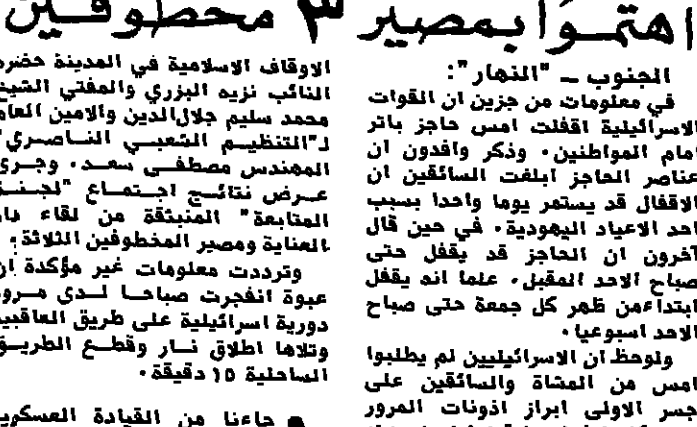 اهتموا بمصير ٣ محطوفين
الجنوب – "النهار":
في معلومات من جزين ان القوات
الاسرائيلية اقفلت امس حاجز باتر
امام المواطنين. وذكر وافدون ان
عناصر الحاجز ابلغت السائقين ان
الاقفال قد يستمر يوما واحدا بسبب
احد الاعياد اليهودية. في حين قال
آخرون ان الحاجز قد يقفل حتى
صباح الاحد المقبل. علما انه يقفل
ابتداء من ظهر كل جمعة حتى صباح
الاحد اسبوعيا.
ولوحظ ان الاسرائيليين لم يطلبوا
امس من المشاة والسائقين على
جسر الاولى ابراز اذونات المرور
الاوقاف الاسلامية في المدينة حضره
النائب نزيه البزري والمفتي الشيخ
محمد سليم جلال الدين والامين العام
لـ"التنظيم الشعبي الناصري"
المهندس مصطفى سعد. وجرى
عرض نتائج اجتماع "لجنة
المتابعة" المنبثقة من لقاء دار
العناية ومصير المخطوفين الثلاثة.
وترددت معلومات غير مؤكدة ان
عبوة انفجرت صباحا لدى مرور
دورية اسرائيلية على طريق العاقبية
وتلاها اطلاق نار وقطع الطريق
الساحلية ١٥ دقيقة.
● جاءنا من القيادة العسكرية